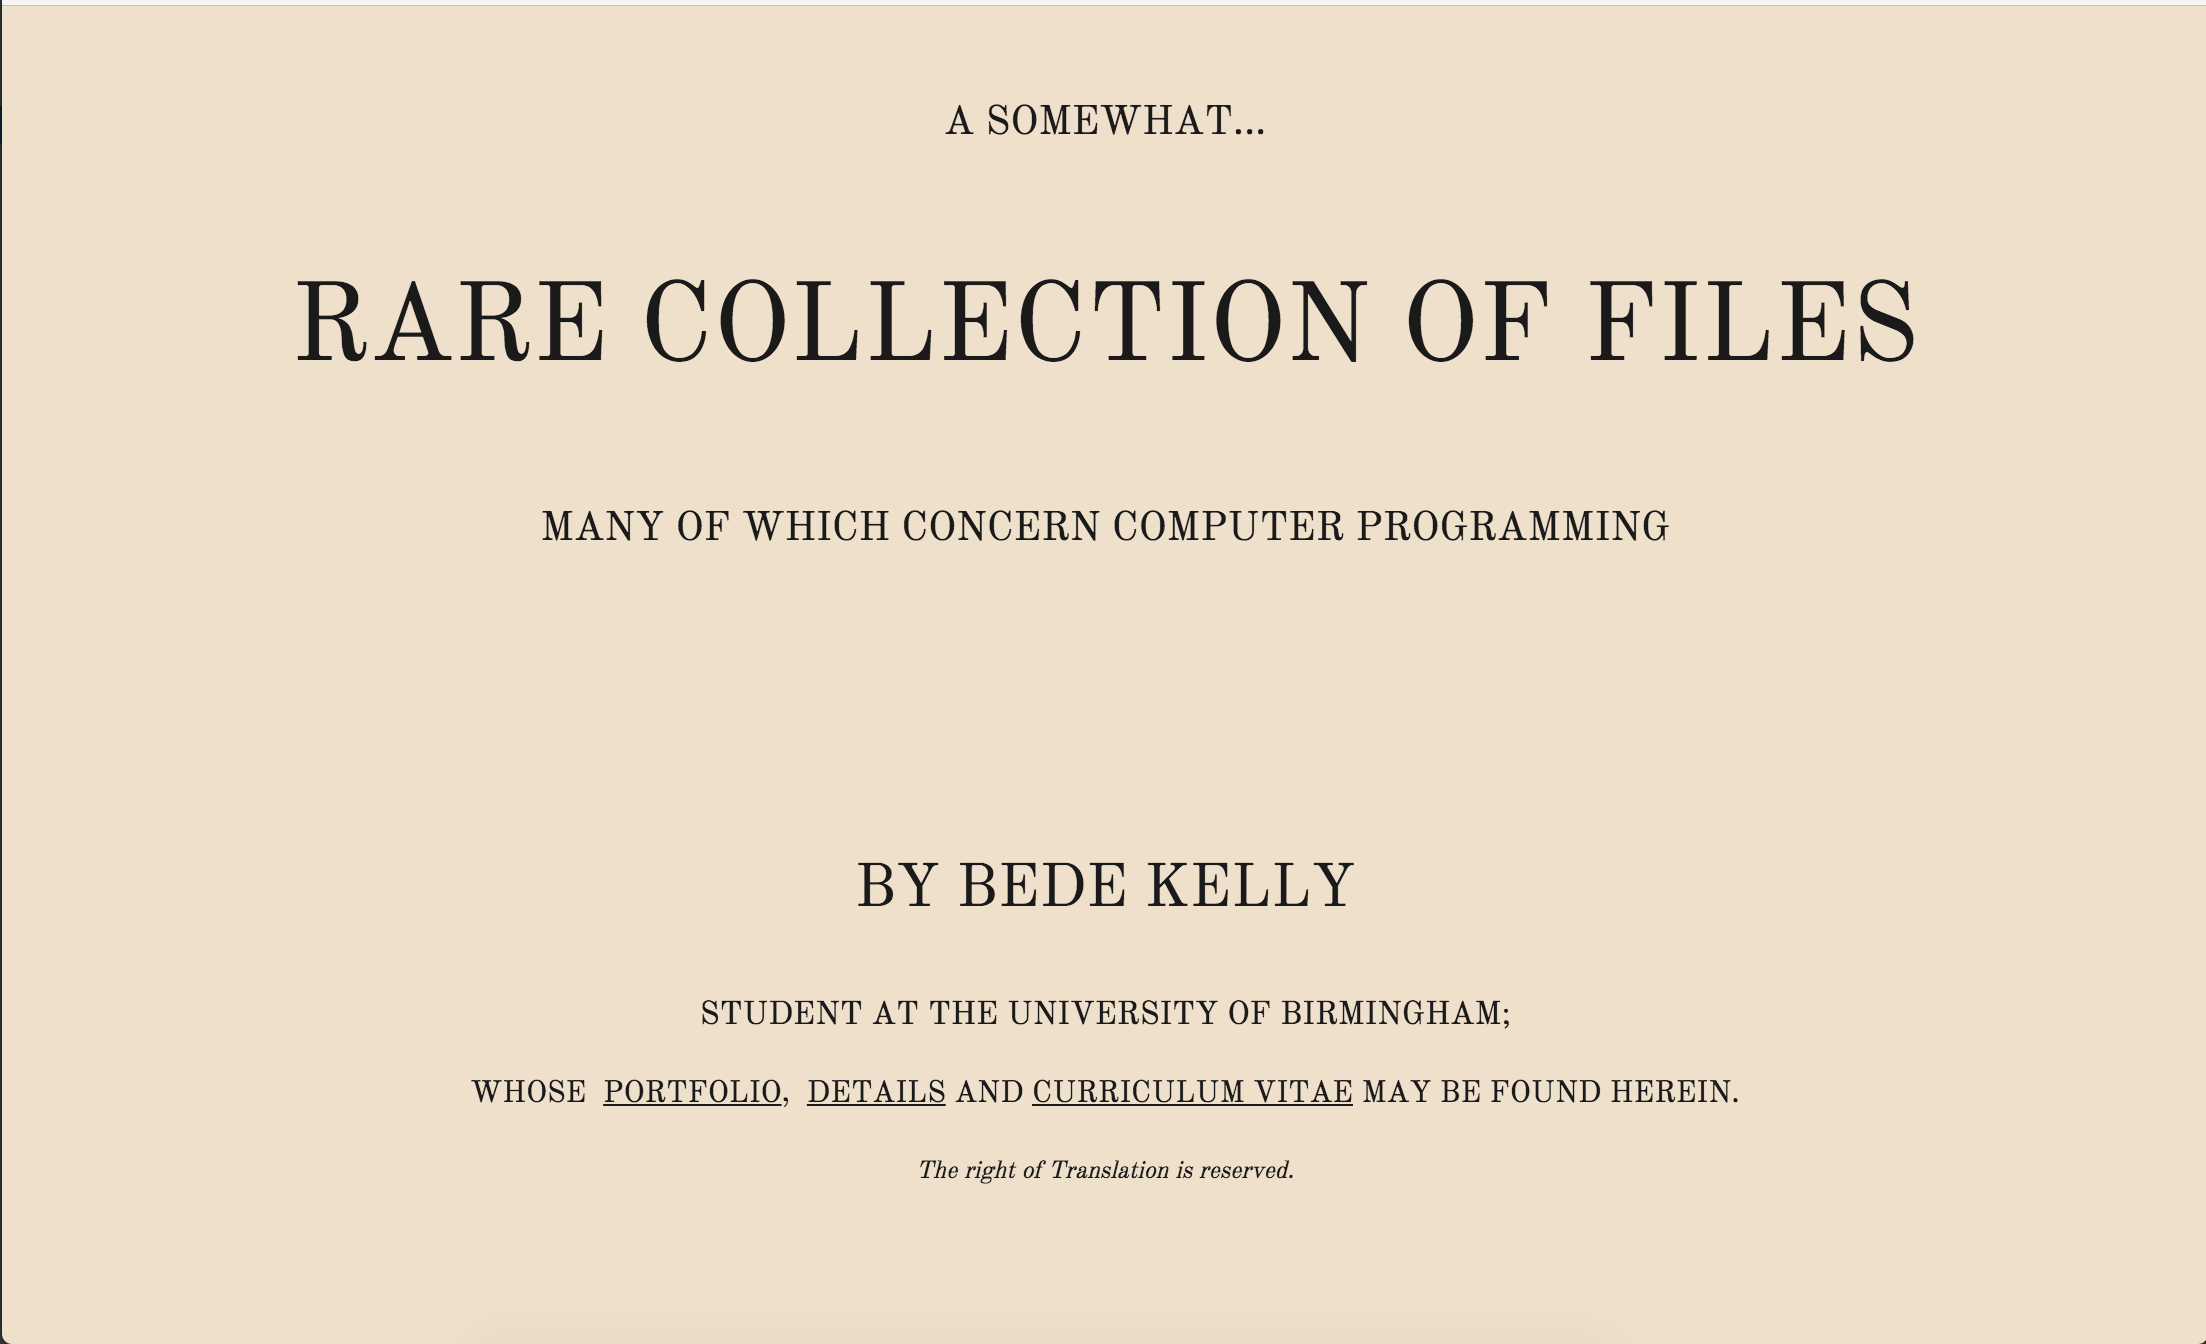 A SOMEWHAT...
RARE COLLECTION OF FILES
MANY OF WHICH CONCERN COMPUTER PROGRAMMING
BY BEDE KELLY
STUDENT AT THE UNIVERSITY OF BIRMINGHAM;
WHOSE PORTFOLIO, DETAILS AND CURRICULUM VITAE MAY BE FOUND HEREIN.
The right of Translation is reserved.